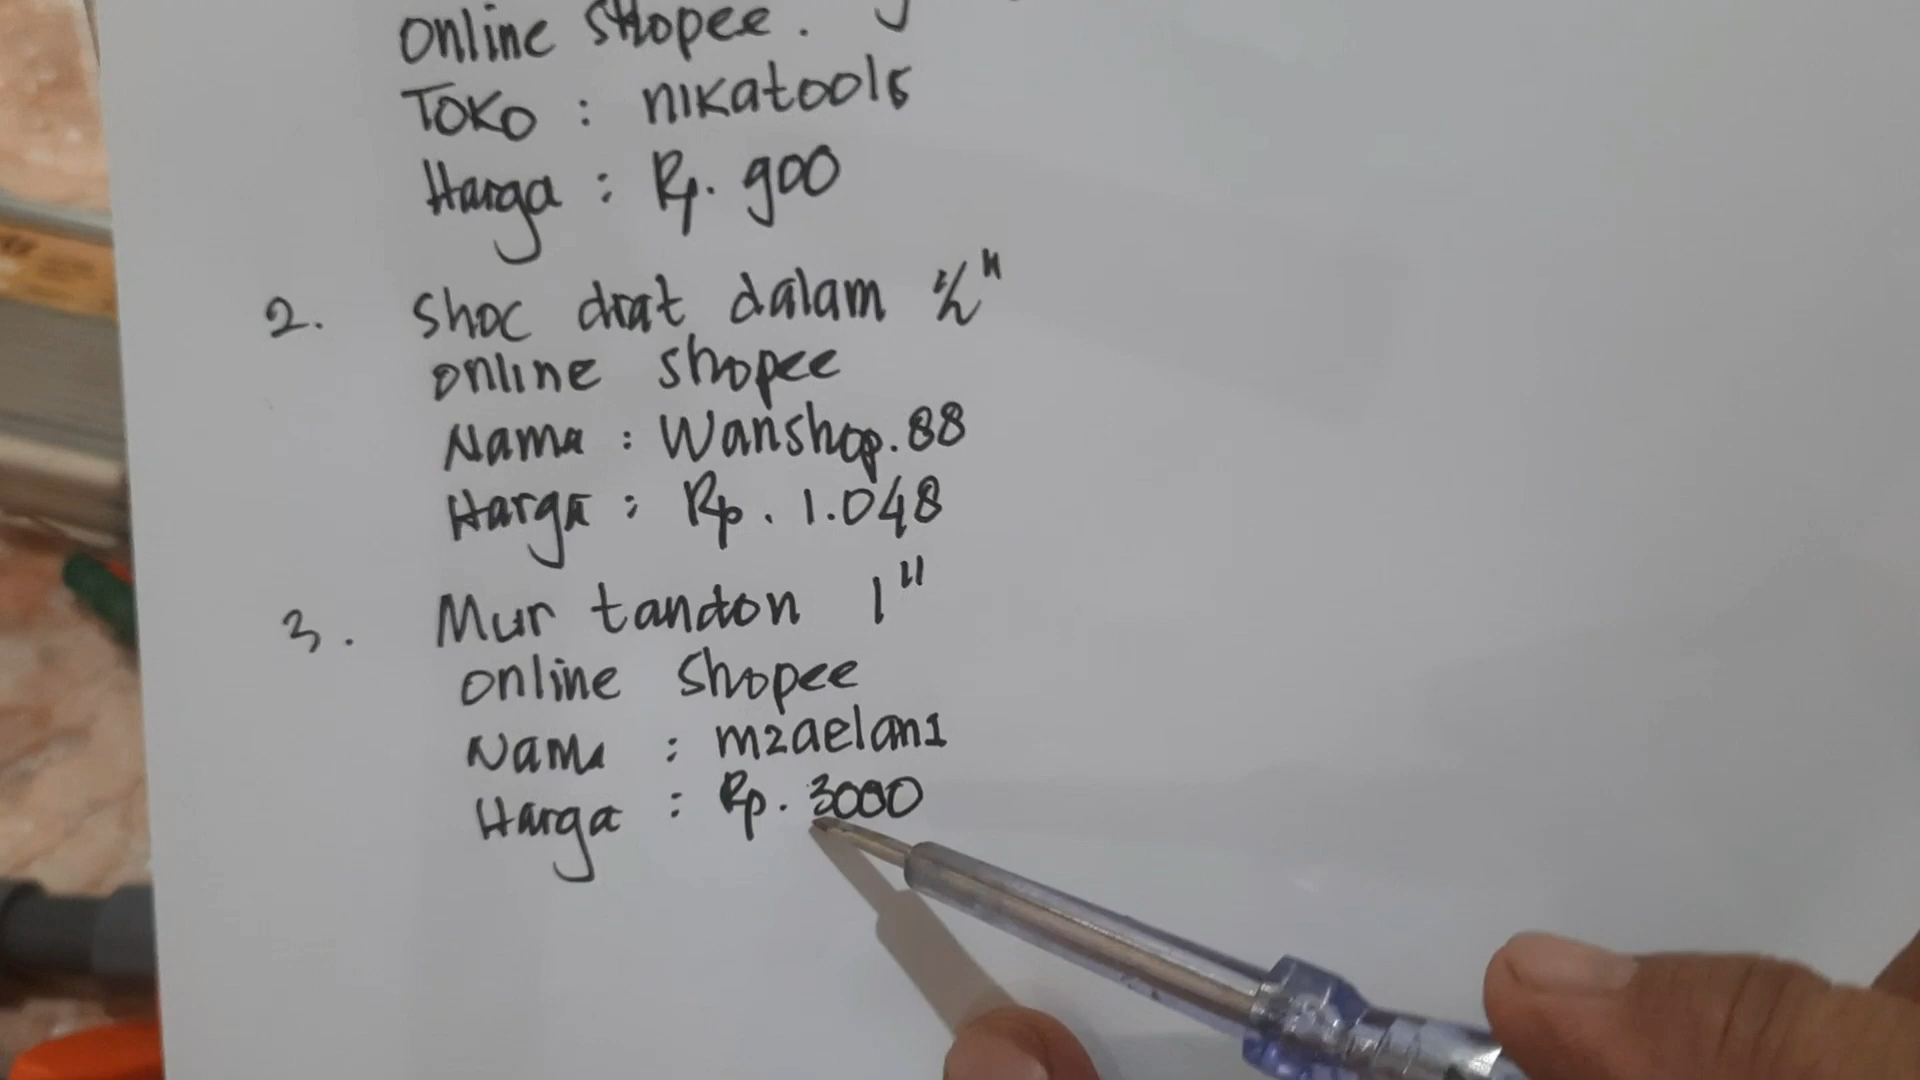 Online Shopee.
Toko : nikatools
Harga : Rp. 900
2. Shoc drat dalam 1/2"
online shopee
Nama : Wanshop.88
Harga : Rp. 1.048
3. Mur tandon 1"
online Shopee
Nama : mzaelani
Harga : Rp. 3000